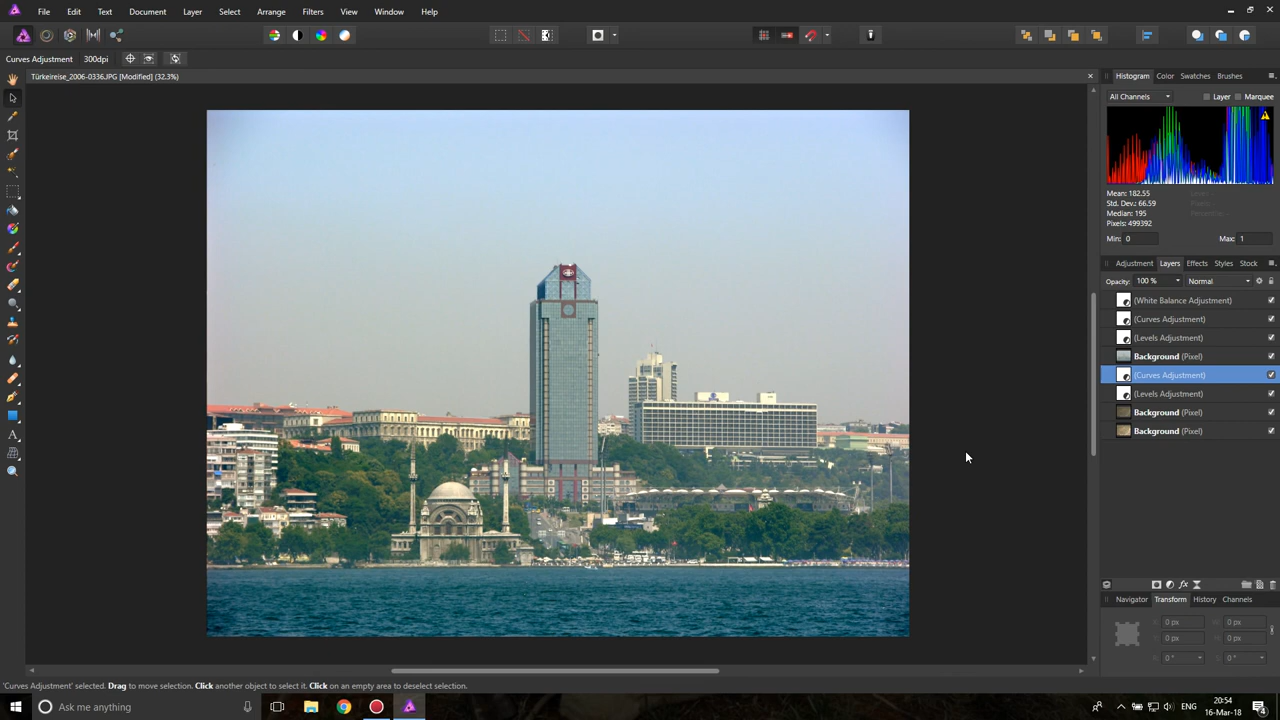 File Edit Text Document Layer Select Arrange Filters View Window Help
Curves Adjustment 300dpi
Türkeireise_2006-0336.JPG [Modified] (32.3%)
Histogram Color Swatches Brushes
All Channels Layer Marquee
Mean: 182.55
Std. Dev.: 66.59
Median: 195
Pixels: 499392
Min: 0 Max: 1
Adjustment Layers Effects Styles Stock
Opacity: 100 % Normal
(White Balance Adjustment)
(Curves Adjustment)
(Levels Adjustment)
Background (Pixel)
(Curves Adjustment)
(Levels Adjustment)
Background (Pixel)
Background (Pixel)
Navigator Transform History Channels
X: 0 px W: 0 px
Y: 0 px H: 0 px
R: 0 ° S: 0 °
'Curves Adjustment' selected. Drag to move selection. Click another object to select it. Click on an empty area to deselect selection.
Ask me anything
ENG
20:54
16-Mar-18